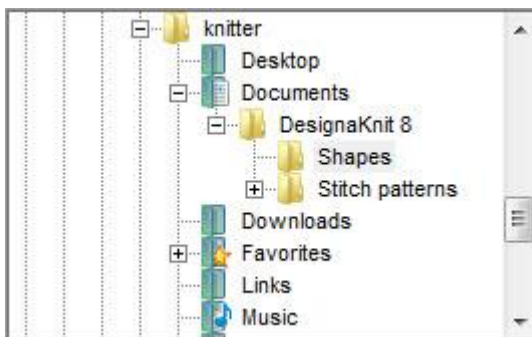 knitter
Desktop
Documents
DesignaKnit 8
Shapes
Stitch patterns
Downloads
Favorites
Links
Music